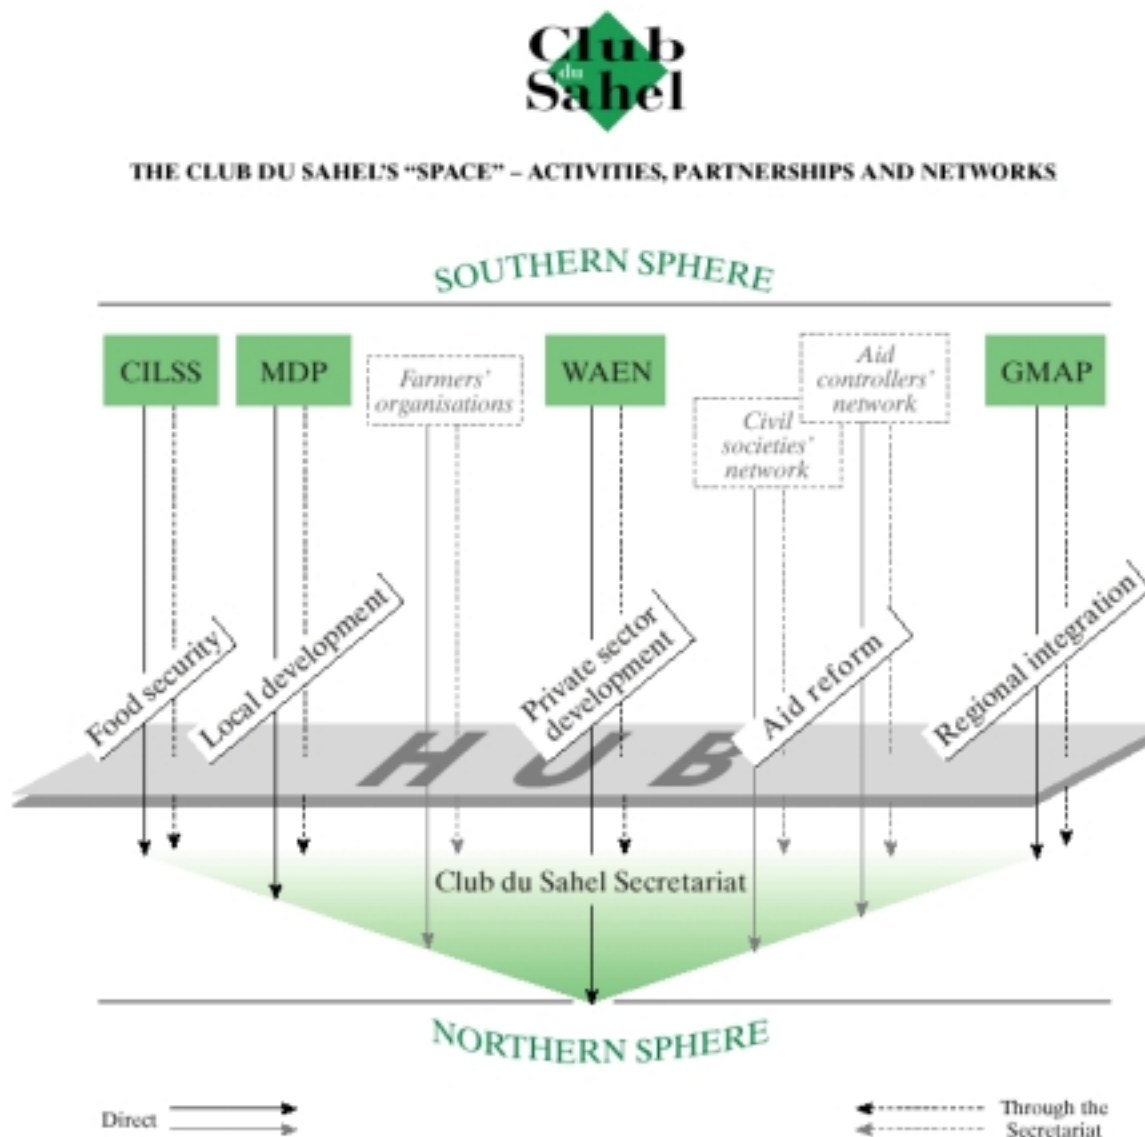 Club
du
Sahel
THE CLUB DU SAHEL'S “SPACE” – ACTIVITIES, PARTNERSHIPS AND NETWORKS
SOUTHERN SPHERE
CILSS
MDP
Farmers'
organisations
WAEN
Civil
societies'
network
Aid
controllers'
network
GMAP
Food security
Local development
Private sector
development
Aid reform
Regional integration
HUB
Club du Sahel Secretariat
NORTHERN SPHERE
Direct
Through the
Secretariat